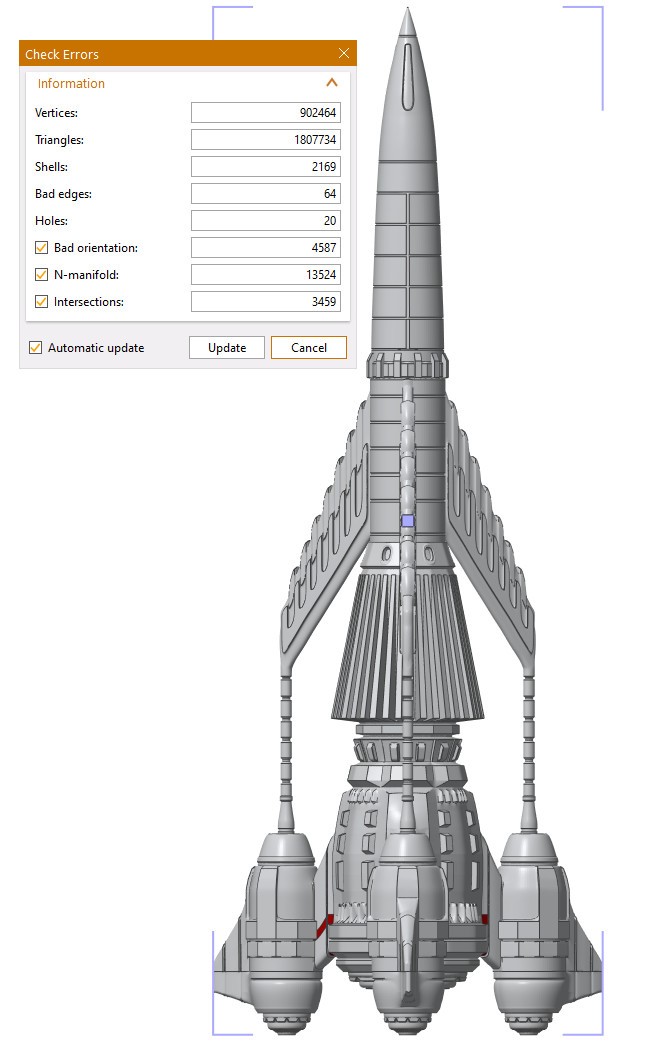 Check Errors
Information
Vertices: 902464
Triangles: 1807734
Shells: 2169
Bad edges: 64
Holes: 20
Bad orientation: 4587
N-manifold: 13524
Intersections: 3459
Automatic update Update Cancel